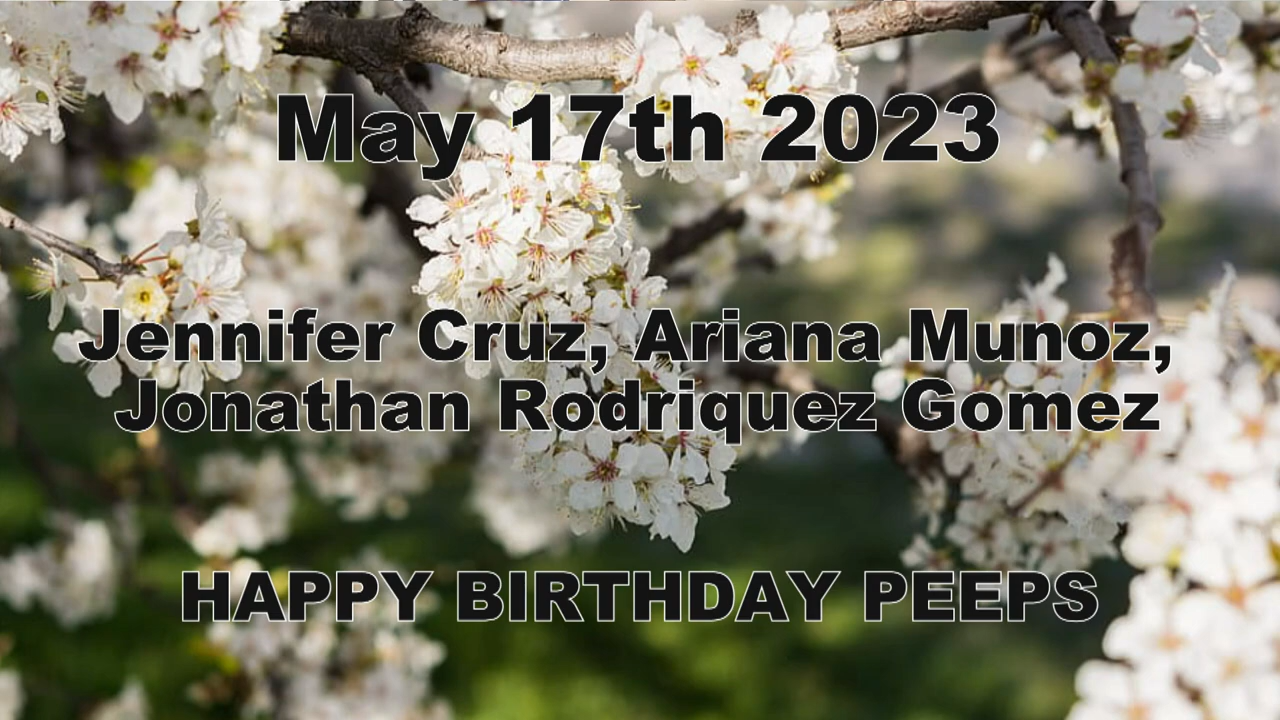 May 17th 2023
Jennifer Cruz, Ariana Munoz,
Jonathan Rodriquez Gomez
HAPPY BIRTHDAY PEEPS